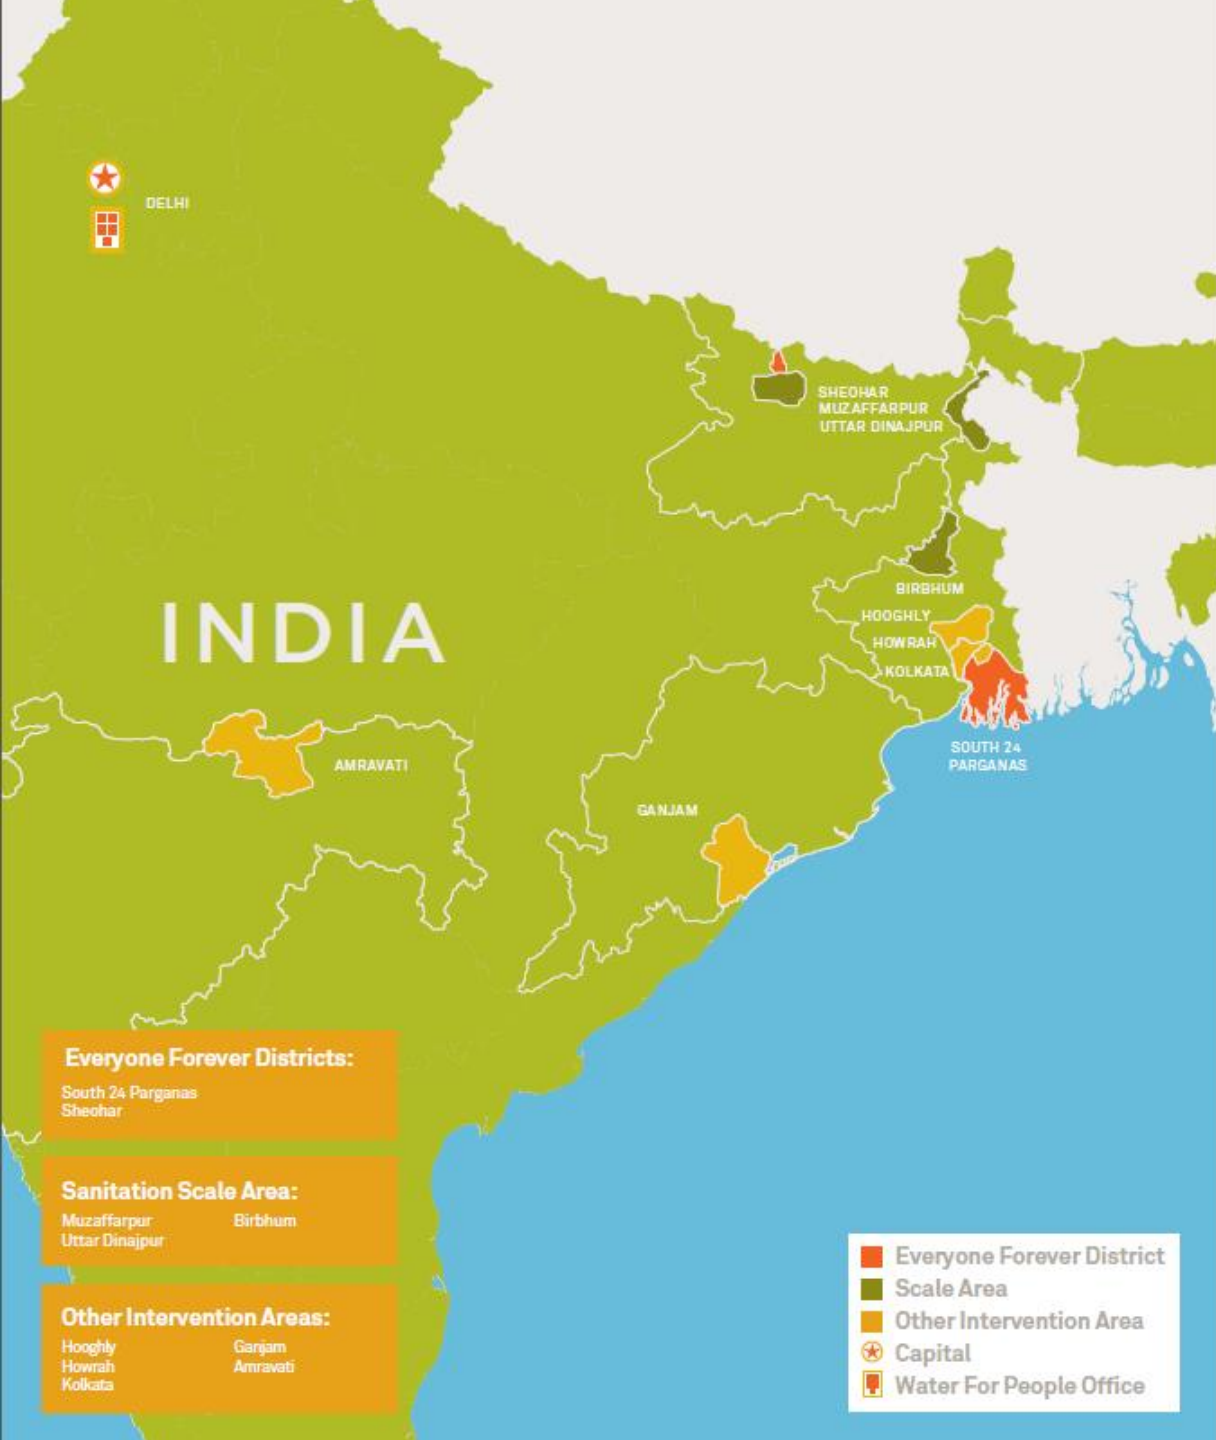 DELHI
SHEOHAR
MUZAFFARPUR
UTTAR DINAJPUR
BIRBHUM
HOOGHLY
HOWRAH
KOLKATA
SOUTH 24
PARGANAS
INDIA
AMRAVATI
GANJAM
Everyone Forever Districts:
South 24 Parganas
Sheohar
Sanitation Scale Area:
Muzaffarpur Birbhum
Uttar Dinajpur
Other Intervention Areas:
Hooghly Ganjam
Howrah Amravati
Kolkata
Everyone Forever District
Scale Area
Other Intervention Area
Capital
Water For People Office